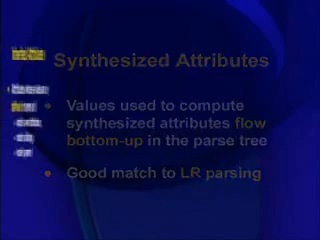 Synthesized Attributes
Values used to compute
synthesized attributes flow
bottom-up in the parse tree
Good match to LR parsing